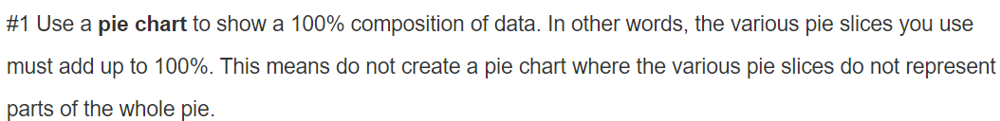 #1 Use a pie chart to show a 100% composition of data. In other words, the various pie slices you use
must add up to 100%. This means do not create a pie chart where the various pie slices do not represent
parts of the whole pie.